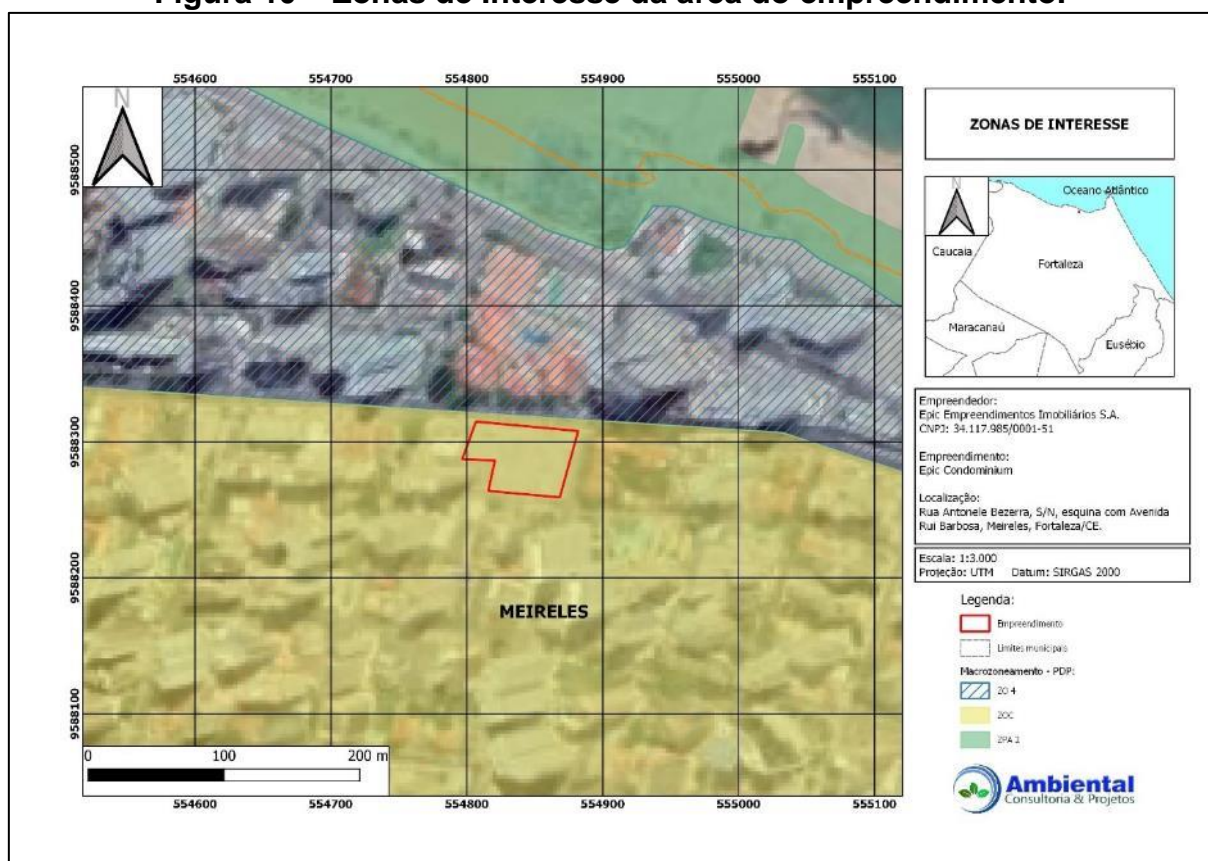 Figura 10 – Zonas de interesse da área do empreendimento.
554600 554700 554800 554900 555000 555100
N
9588500
9588400
9588300
9588200
9588100
MEIRELES
0 100 200 m
554600 554700 554800 554900 555000 555100
ZONAS DE INTERESSE
N
Oceano Atlântico
Caucaia
Fortaleza
Maracanaú
Eusébio
Empreendedor:
Epic Empreendimentos Imobiliários S.A.
CNPJ: 34.117.985/0001-51
Empreendimento:
Epic Condominium
Localização:
Rua Antonele Bezerra, S/N, esquina com Avenida
Rui Barbosa, Meireles, Fortaleza/CE.
Escala: 1:3.000
Projeção: UTM Datum: SIRGAS 2000
Legenda:
Empreendimento
Limites municipais
Macrozoneamento - PDP:
ZO 4
ZOC
ZPA 2
Ambiental
Consultoria & Projetos